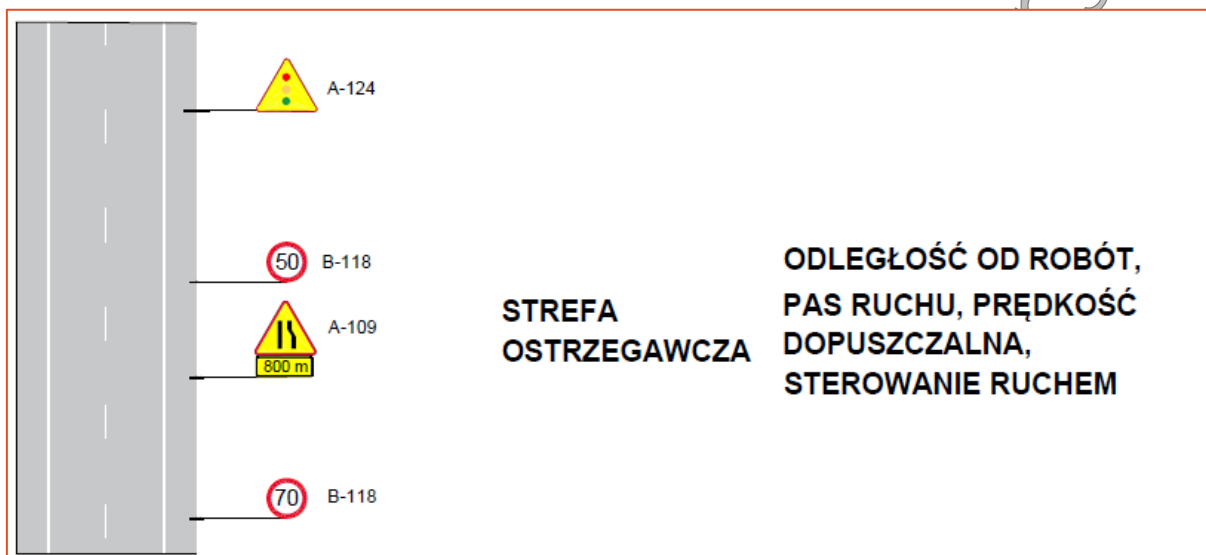 A-124
50 B-118
A-109
800 m
70 B-118
STREFA
OSTRZEGAWCZA
ODLEGŁOŚĆ OD ROBÓT,
PAS RUCHU, PRĘDKOŚĆ
DOPUSZCZALNA,
STEROWANIE RUCHEM